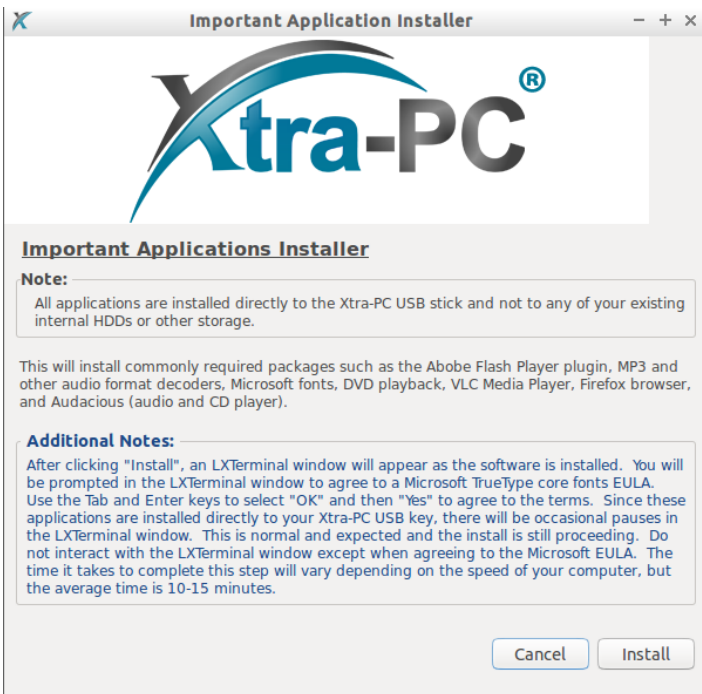 Important Application Installer
Xtra-PC®
Important Applications Installer
Note:
All applications are installed directly to the Xtra-PC USB stick and not to any of your existing
internal HDDs or other storage.
This will install commonly required packages such as the Abobe Flash Player plugin, MP3 and
other audio format decoders, Microsoft fonts, DVD playback, VLC Media Player, Firefox browser,
and Audacious (audio and CD player).
Additional Notes:
After clicking "Install", an LXTerminal window will appear as the software is installed.  You will
be prompted in the LXTerminal window to agree to a Microsoft TrueType core fonts EULA.
Use the Tab and Enter keys to select "OK" and then "Yes" to agree to the terms.  Since these
applications are installed directly to your Xtra-PC USB key, there will be occasional pauses in
the LXTerminal window.  This is normal and expected and the install is still proceeding.  Do
not interact with the LXTerminal window except when agreeing to the Microsoft EULA.  The
time it takes to complete this step will vary depending on the speed of your computer, but
the average time is 10-15 minutes.
Cancel
Install